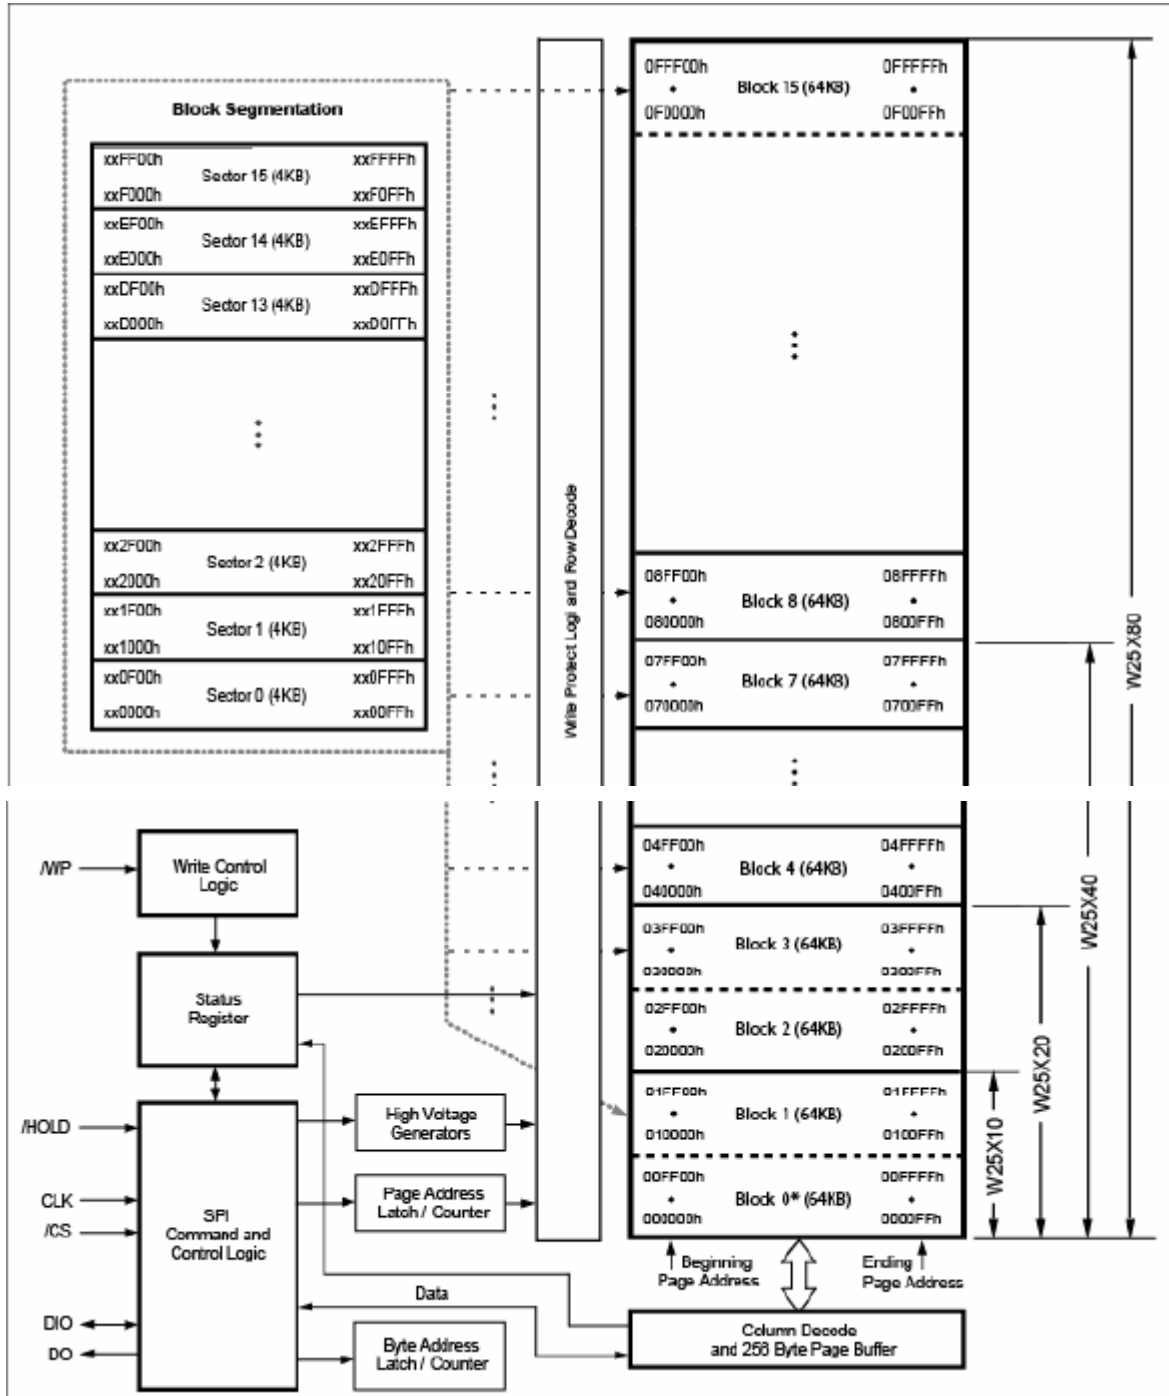 Block Segmentation
xxFF00h xxFFFFh
Sector 15 (4KB)
xxF000h xxF0FFh
xxEF00h xxEFFFh
Sector 14 (4KB)
xxE000h xxE0FFh
xxDF00h xxDFFFh
Sector 13 (4KB)
xxD000h xxD0FFh
xx2F00h xx2FFFh
Sector 2 (4KB)
xx2000h xx20FFh
xx1F00h xx1FFFh
Sector 1 (4KB)
xx1000h xx10FFh
xx0F00h xx0FFFh
Sector 0 (4KB)
xx0000h xx00FFh
Write Protect Logi and Row Decode
0FFF00h 0FFFFFh
Block 15 (64KB)
0F0000h 0F00FFh
08FF00h 08FFFFh
Block 8 (64KB)
080000h 0800FFh
07FF00h 07FFFFh
Block 7 (64KB)
070000h 0700FFh
04FF00h 04FFFFh
Block 4 (64KB)
040000h 0400FFh
03FF00h 03FFFFh
Block 3 (64KB)
030000h 0300FFh
02FF00h 02FFFFh
Block 2 (64KB)
020000h 0200FFh
01FF00h 01FFFFh
Block 1 (64KB)
010000h 0100FFh
00FF00h 00FFFFh
Block 0* (64KB)
000000h 0000FFh
W25X10
W25X20
W25X40
W25X80
Beginning
Page Address
Ending
Page Address
Column Decode
and 256 Byte Page Buffer
/WP
Write Control
Logic
Status
Register
/HOLD
CLK
/CS
DIO
DO
SPI
Command and
Control Logic
High Voltage
Generators
Page Address
Latch / Counter
Data
Byte Address
Latch / Counter